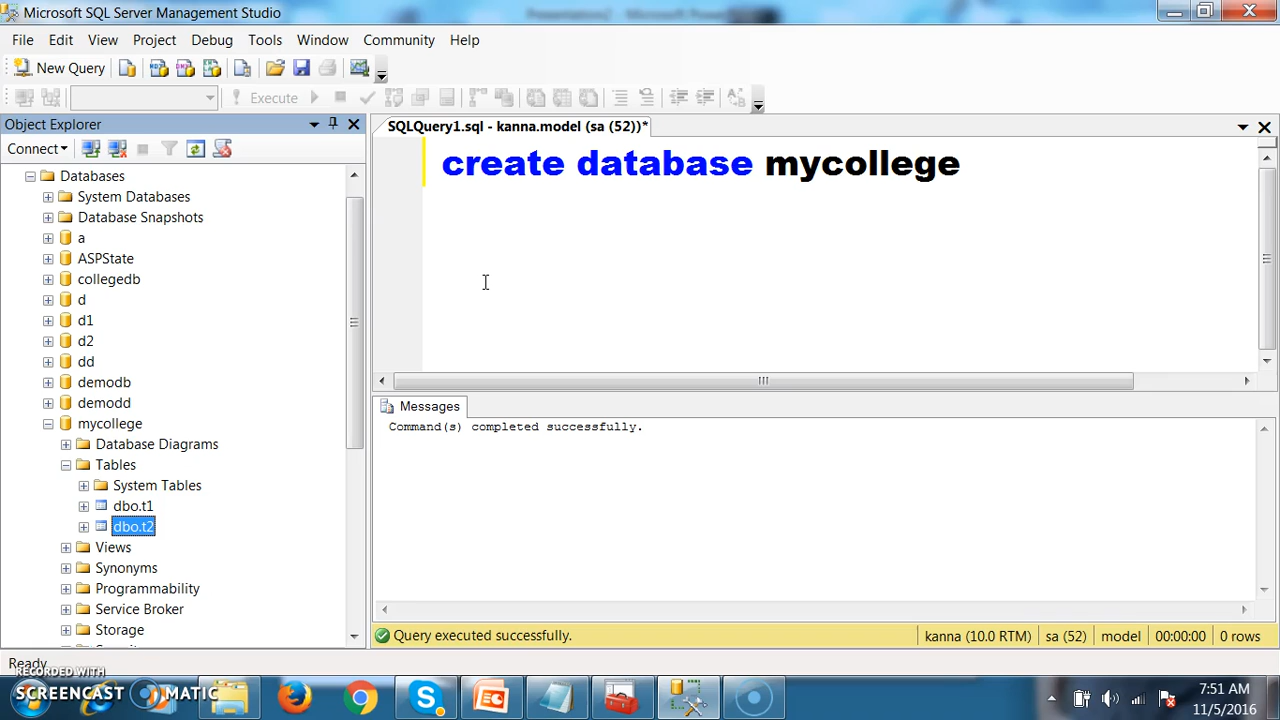 Microsoft SQL Server Management Studio
File Edit View Project Debug Tools Window Community Help
New Query
Execute
Object Explorer
SQLQuery1.sql - kanna.model (sa (52))*
Connect
create database mycollege
Databases
System Databases
Database Snapshots
a
ASPState
collegedb
d
d1
d2
dd
demodb
demodd
mycollege
Database Diagrams
Tables
System Tables
dbo.t1
dbo.t2
Views
Synonyms
Programmability
Service Broker
Storage
Messages
Command(s) completed successfully.
Query executed successfully.
kanna (10.0 RTM) sa (52) model 00:00:00 0 rows
Ready
RECORDED WITH
SCREENCAST MATIC
7:51 AM
11/5/2016